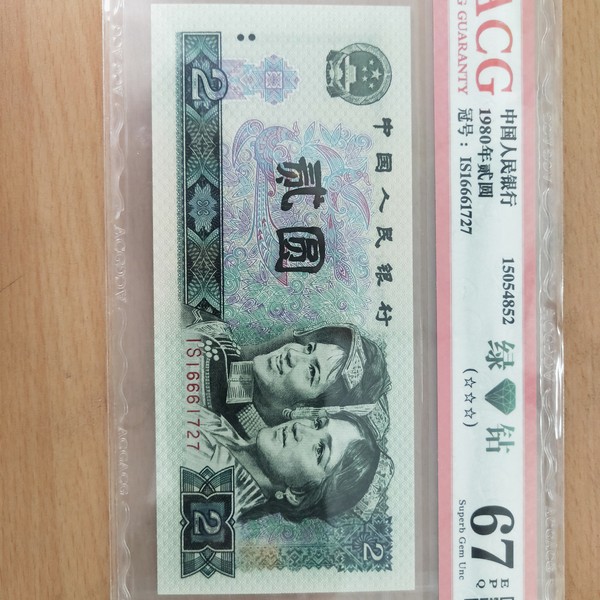 ACG
GUARANTY
中国人民银行
1980年贰圆
冠号：IS16661727
15054852
绿
钻
(☆☆☆)
67
EPQ
Superb Gem Unc
中国人民银行
贰圆
2
IS16661727
2
2